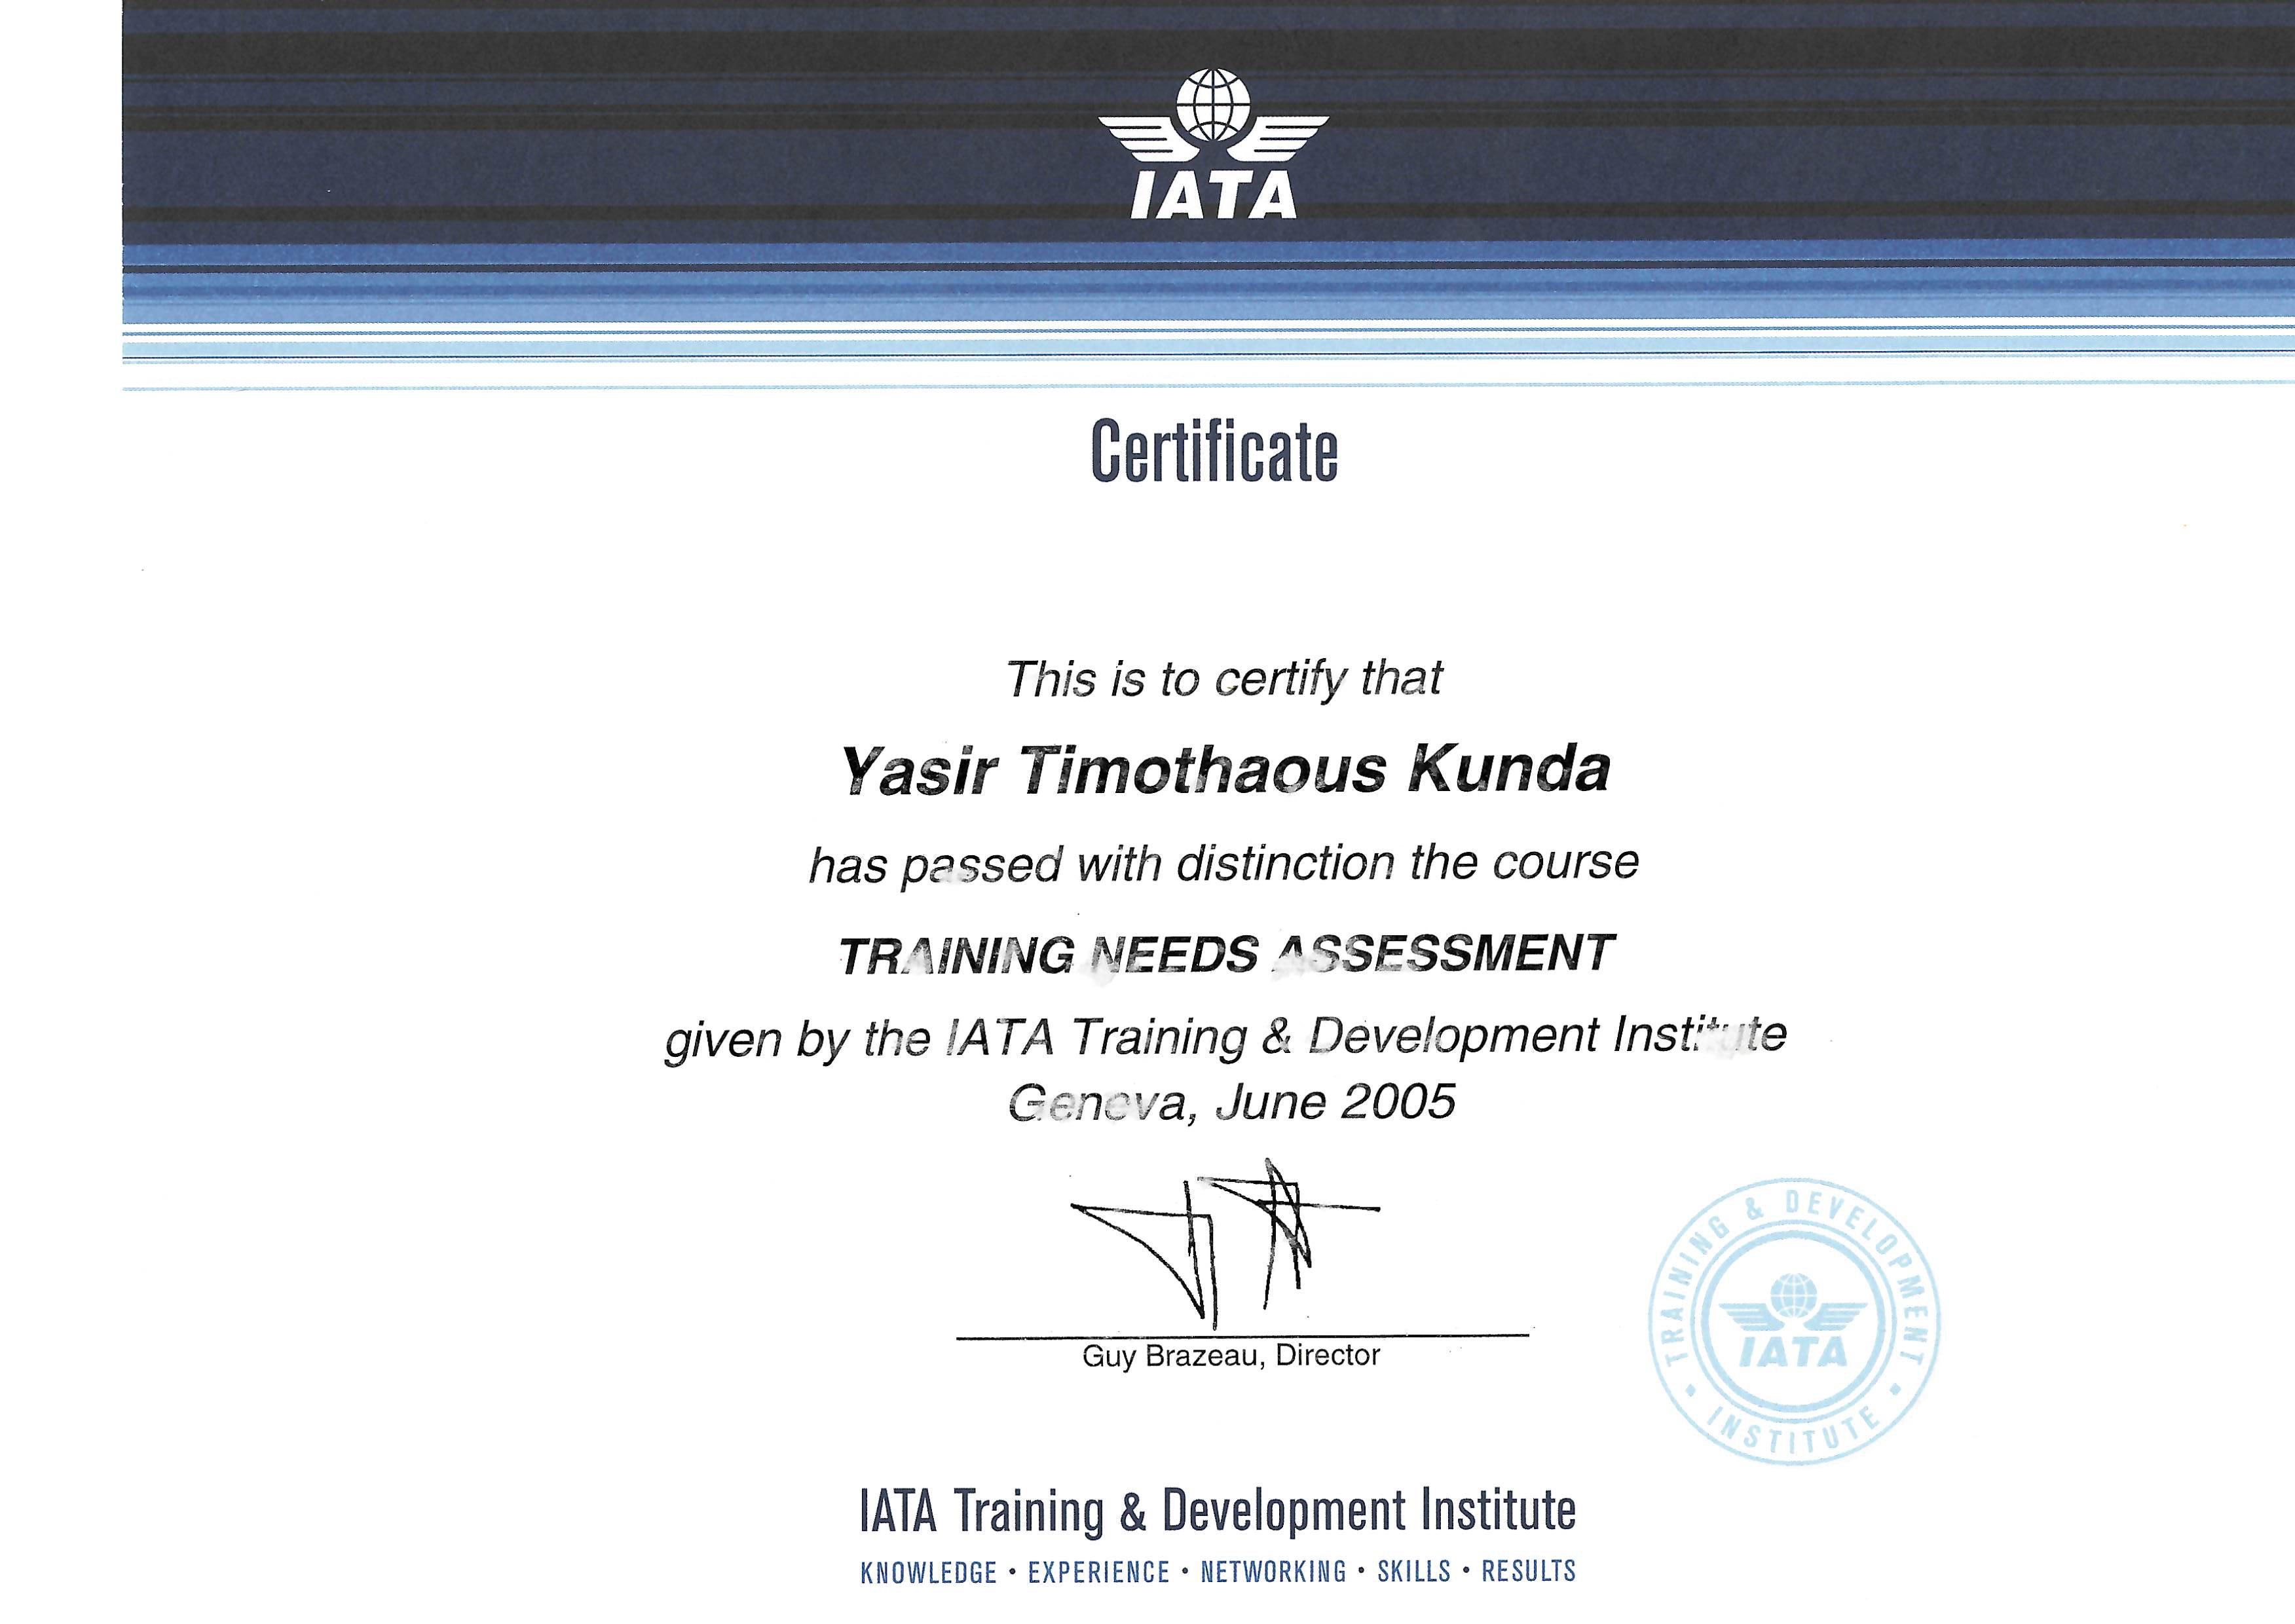 IATA
Certificate
This is to certify that
Yasir Timothaous Kunda
has passed with distinction the course
TRAINING NEEDS ASSESSMENT
given by the IATA Training & Development Institute
Geneva, June 2005
Guy Brazeau, Director
TRAINING & DEVELOPMENT
IATA
• INSTITUTE •
IATA Training & Development Institute
KNOWLEDGE • EXPERIENCE • NETWORKING • SKILLS • RESULTS